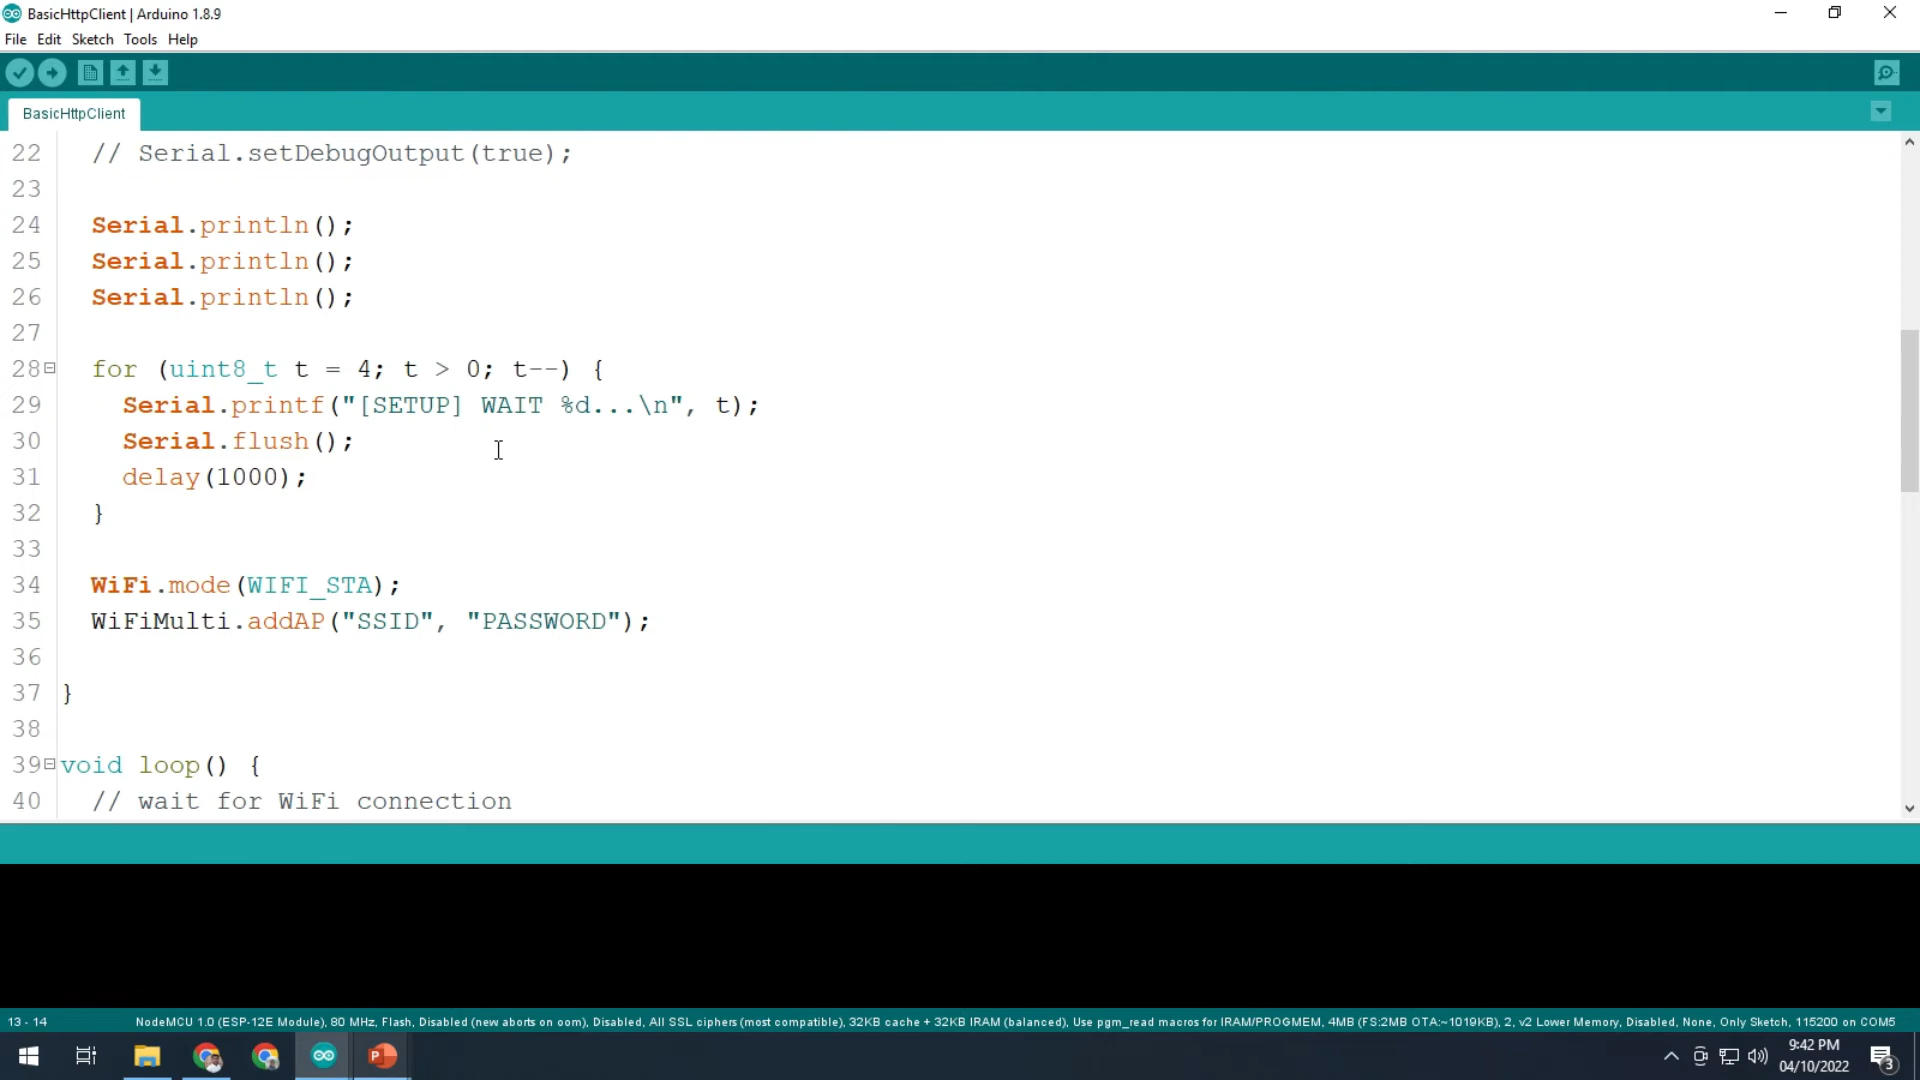 BasicHttpClient | Arduino 1.8.9
File Edit Sketch Tools Help
BasicHttpClient
22 // Serial.setDebugOutput(true);
23
24 Serial.println();
25 Serial.println();
26 Serial.println();
27
28 for (uint8_t t = 4; t > 0; t--) {
29 Serial.printf("[SETUP] WAIT %d...\n", t);
30 Serial.flush();
31 delay(1000);
32 }
33
34 WiFi.mode(WIFI_STA);
35 WiFiMulti.addAP("SSID", "PASSWORD");
36
37 }
38
39 void loop() {
40 // wait for WiFi connection
13 - 14 NodeMCU 1.0 (ESP-12E Module), 80 MHz, Flash, Disabled (new aborts on oom), Disabled, All SSL ciphers (most compatible), 32KB cache + 32KB IRAM (balanced), Use pgm_read macros for IRAM/PROGMEM, 4MB (FS:2MB OTA:~1019KB), 2, v2 Lower Memory, Disabled, None, Only Sketch, 115200 on COM5
9:42 PM
04/10/2022
3